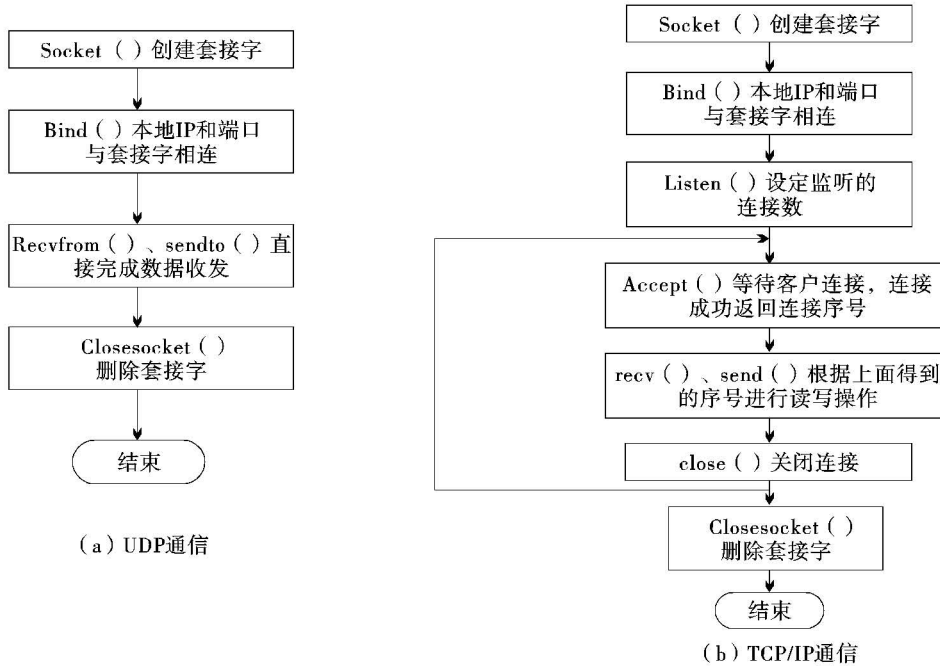 Socket（ ）创建套接字
Bind（ ）本地IP和端口
与套接字相连
Recvfrom（ ）、sendto（ ）直
接完成数据收发
Closesocket（ ）
删除套接字
结束
（a）UDP通信
Socket（ ）创建套接字
Bind（ ）本地IP和端口
与套接字相连
Listen（ ）设定监听的
连接数
Accept（ ）等待客户连接，连接
成功返回连接序号
recv（ ）、send（ ）根据上面得到
的序号进行读写操作
close（ ）关闭连接
Closesocket（ ）
删除套接字
结束
（b）TCP/IP通信